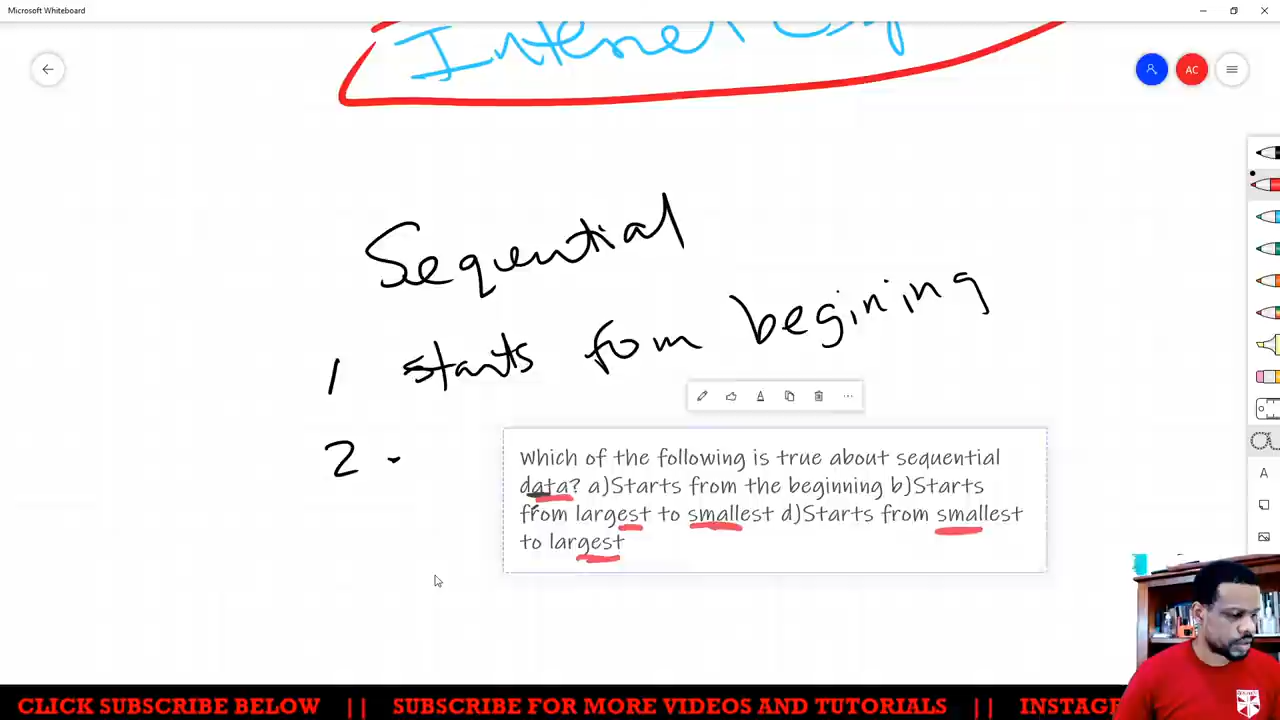 Microsoft Whiteboard
AC
Sequential
1 starts fom begining
2 -
Which of the following is true about sequential
data? a)Starts from the beginning b)Starts
from largest to smallest d)Starts from smallest
to largest
CLICK SUBSCRIBE BELOW || SUBSCRIBE FOR MORE VIDEOS AND TUTORIALS || INSTAG